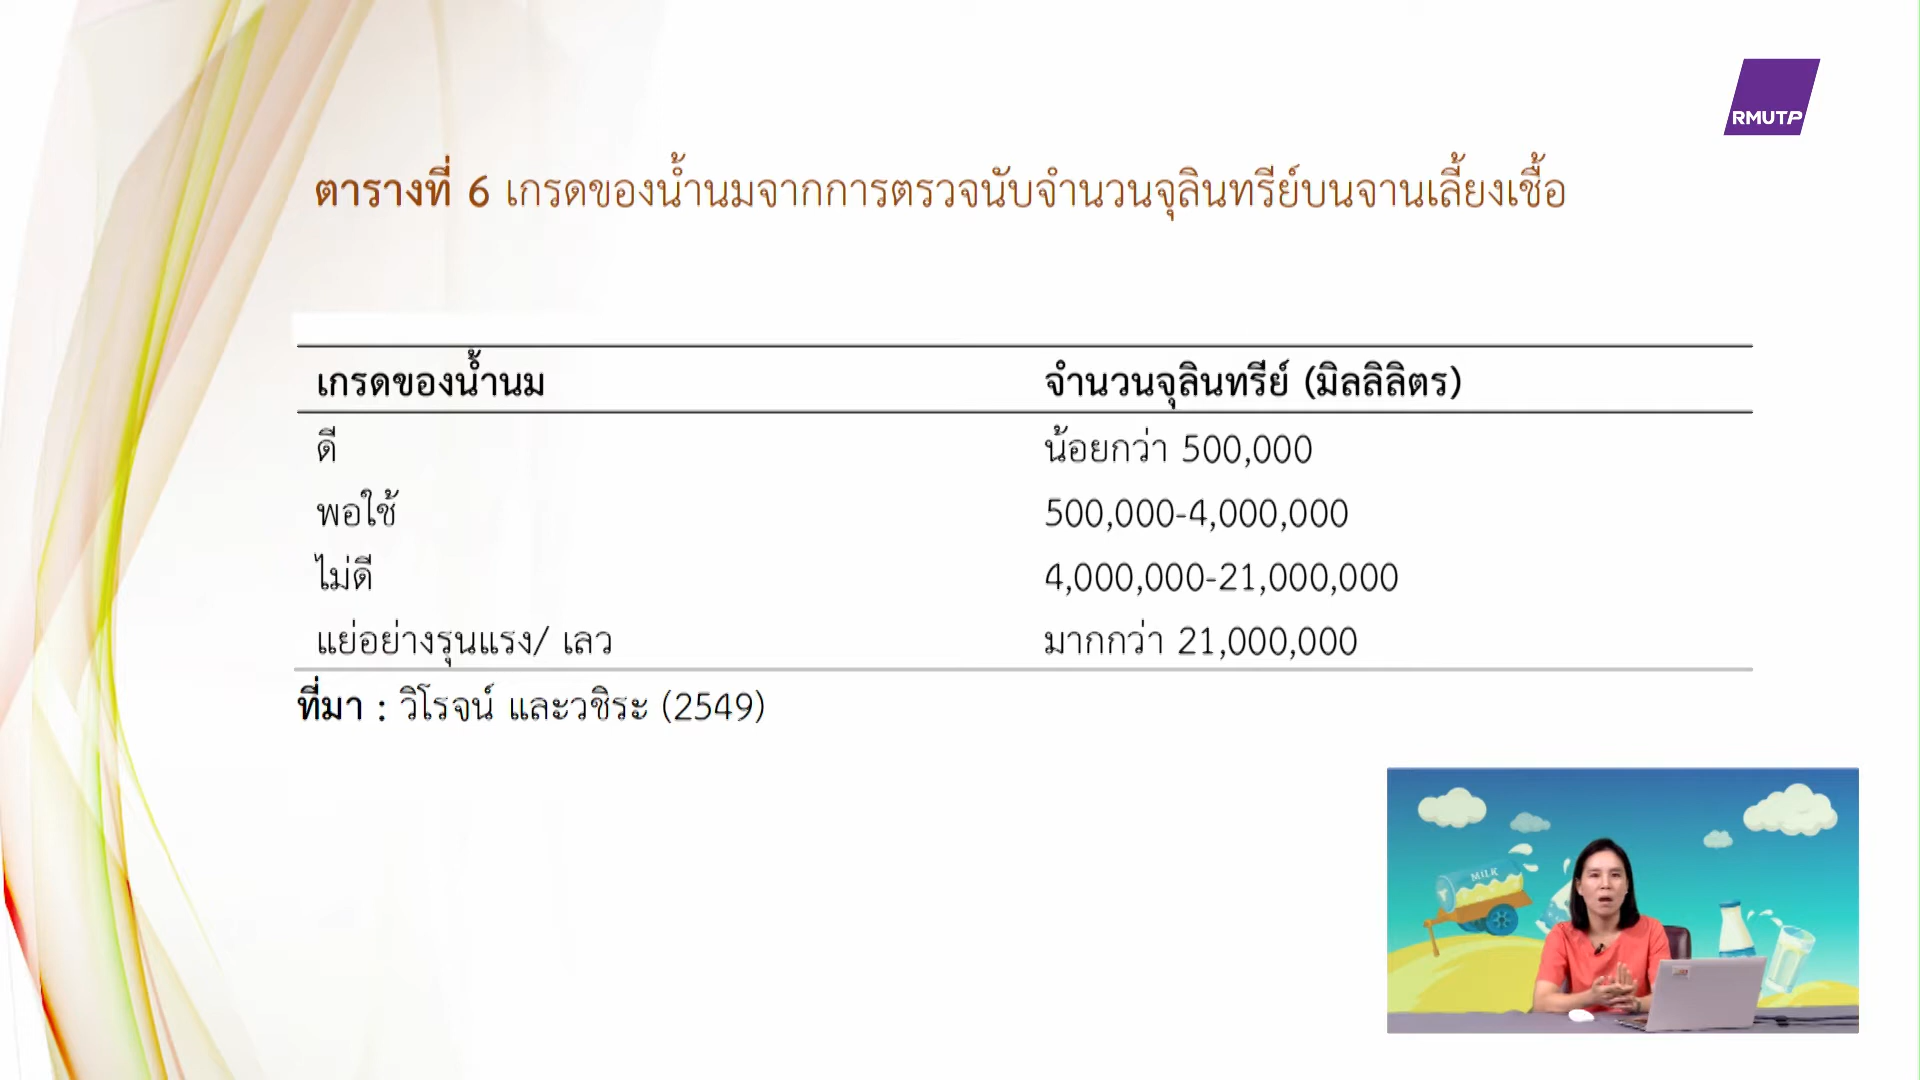 RMUTP
ตารางที่ 6 เกรดของน้ำนมจากการตรวจนับจำนวนจุลินทรีย์บนจานเลี้ยงเชื้อ
เกรดของน้ำนม จำนวนจุลินทรีย์ (มิลลิลิตร)
ดี น้อยกว่า 500,000
พอใช้ 500,000-4,000,000
ไม่ดี 4,000,000-21,000,000
แย่อย่างรุนแรง/ เลว มากกว่า 21,000,000
ที่มา : วิโรจน์ และวชิระ (2549)
MILK